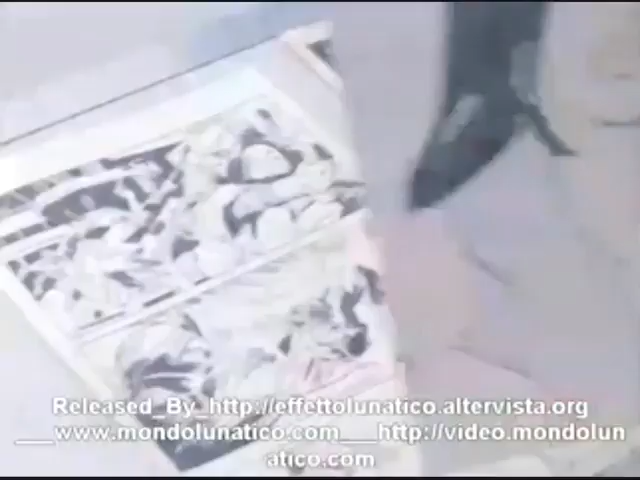 Released_By_http://effettolunatico.altervista.org
___www.mondolunatico.com___http://video.mondolun
atico.com